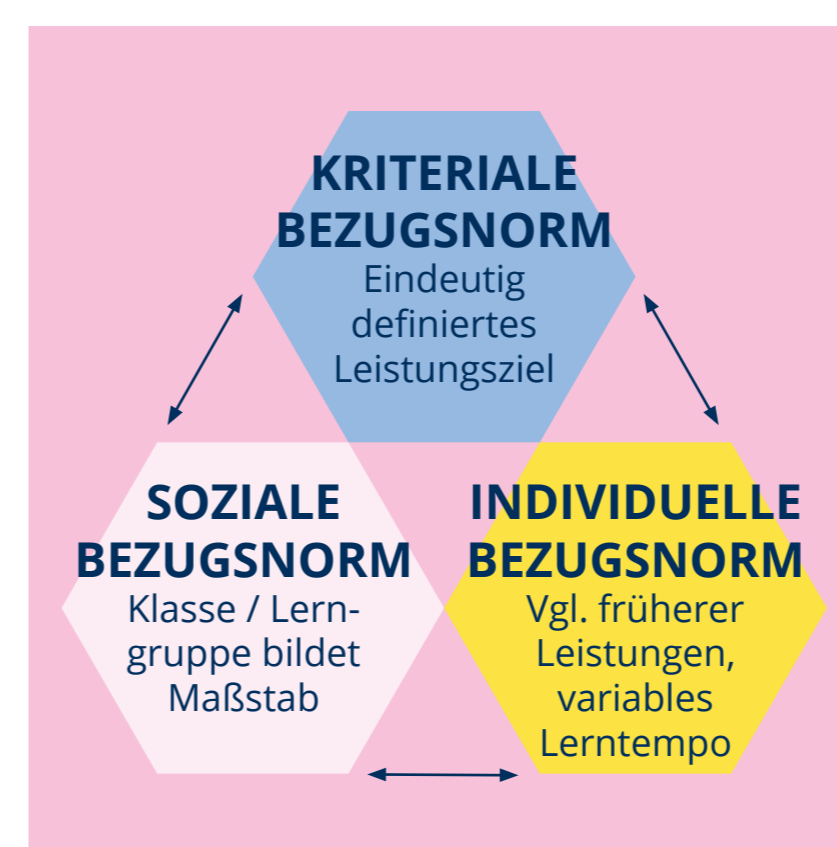 KRITERIALE
BEZUGSNORM
Eindeutig
definiertes
Leistungsziel
SOZIALE
BEZUGSNORM
Klasse / Lern-
gruppe bildet
Maßstab
INDIVIDUELLE
BEZUGSNORM
Vgl. früherer
Leistungen,
variables
Lerntempo